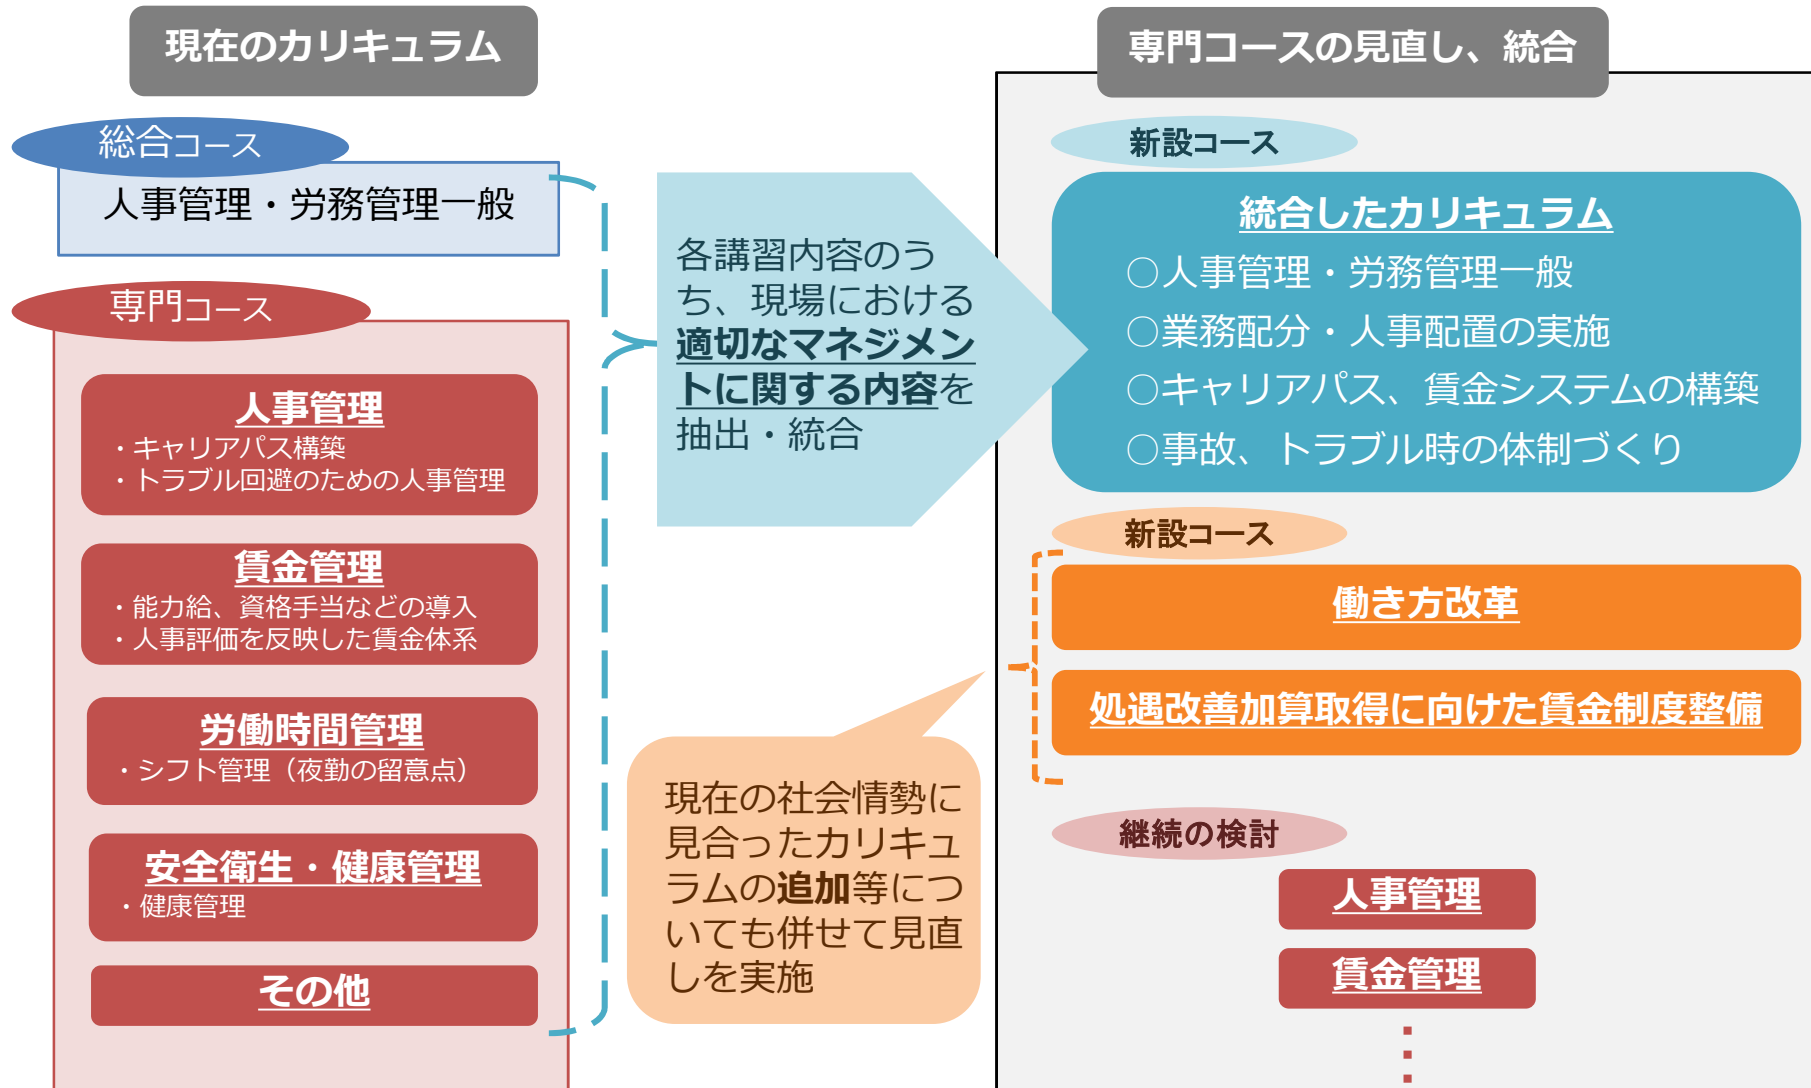 現在のカリキュラム
総合コース
人事管理・労務管理一般
専門コース
人事管理
・キャリアパス構築
・トラブル回避のための人事管理
賃金管理
・能力給、資格手当などの導入
・人事評価を反映した賃金体系
労働時間管理
・シフト管理（夜勤の留意点）
安全衛生・健康管理
・健康管理
その他
各講習内容のう
ち、現場における
適切なマネジメン
トに関する内容を
抽出・統合
現在の社会情勢に
見合ったカリキュ
ラムの追加等につ
いても併せて見直
しを実施
専門コースの見直し、統合
新設コース
統合したカリキュラム
○人事管理・労務管理一般
○業務配分・人事配置の実施
○キャリアパス、賃金システムの構築
○事故、トラブル時の体制づくり
新設コース
働き方改革
処遇改善加算取得に向けた賃金制度整備
継続の検討
人事管理
賃金管理